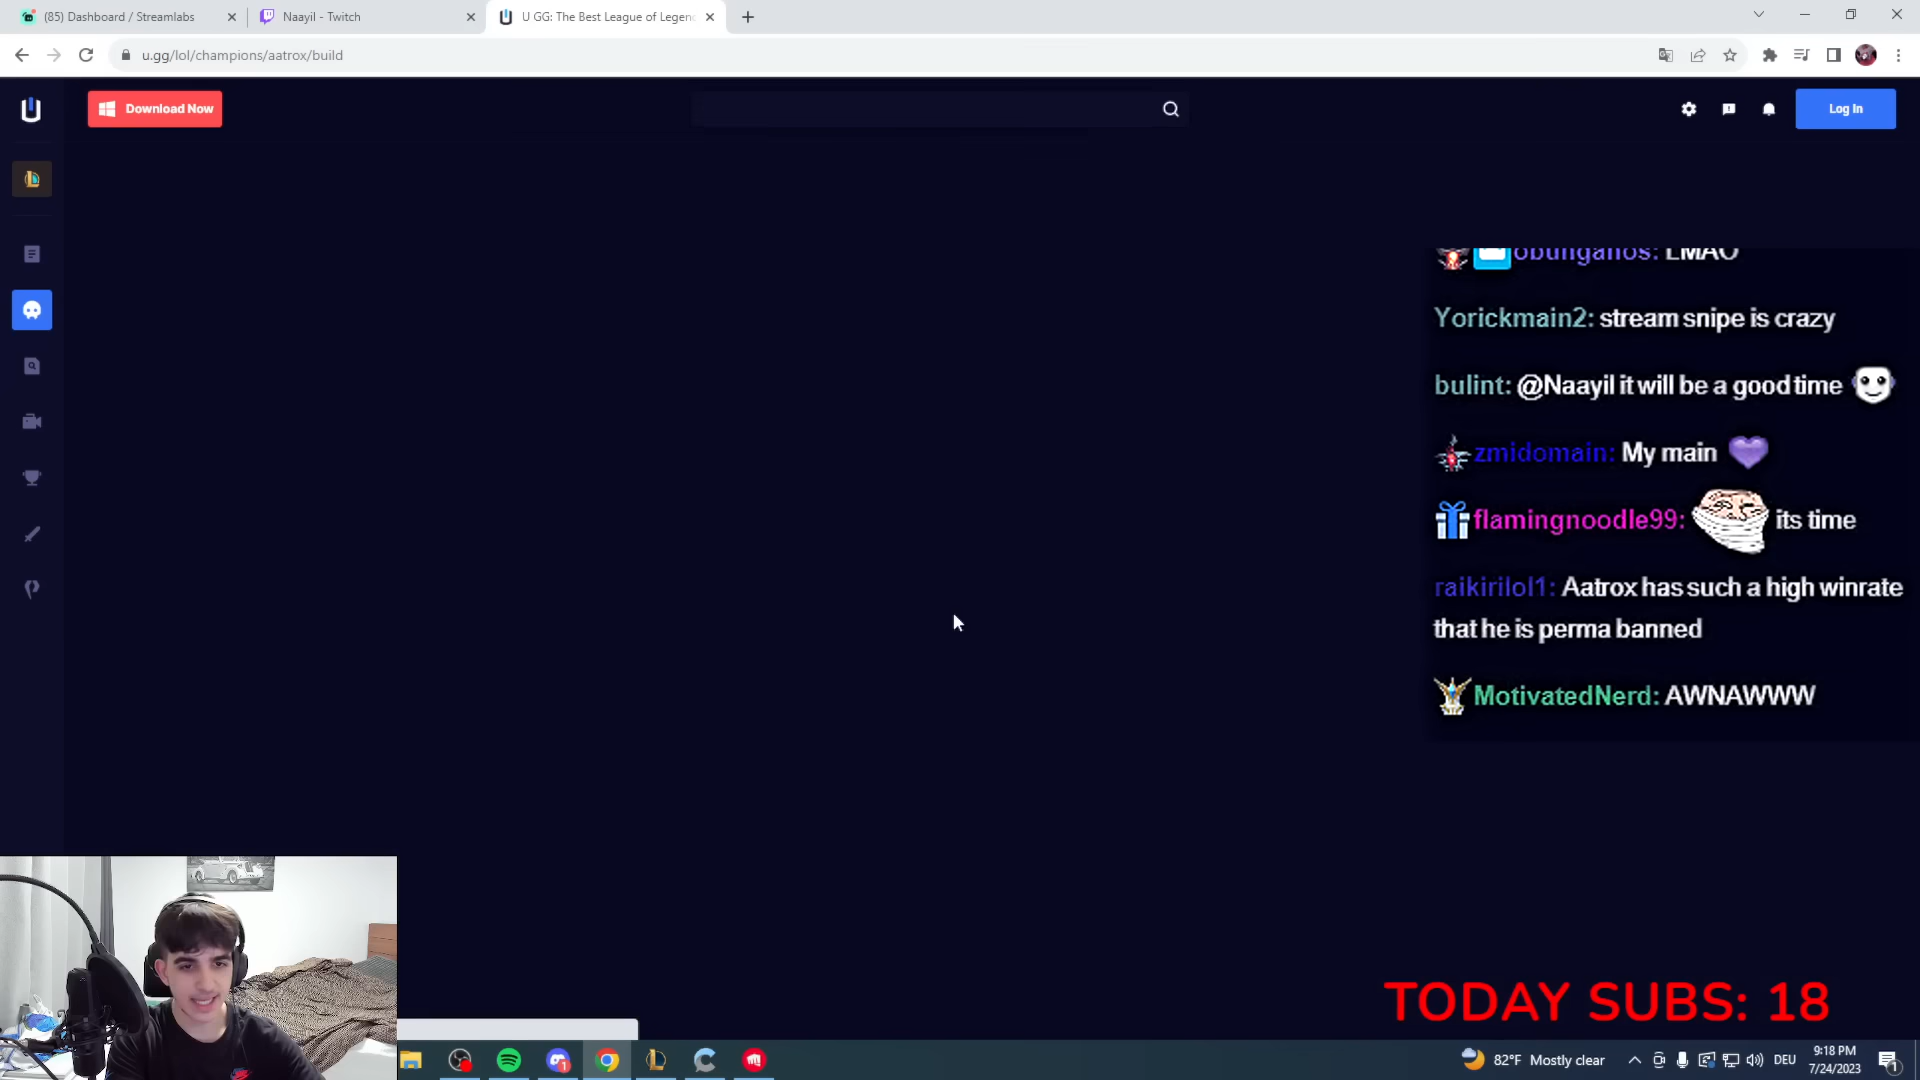 (85) Dashboard / Streamlabs
Naayil - Twitch
U GG: The Best League of Legen
u.gg/lol/champions/aatrox/build
Download Now
Log In
obunganos: LMAO
Yorickmain2: stream snipe is crazy
bulint: @Naayil it will be a good time
zmidomain: My main
flamingnoodle99: its time
raikirilol1: Aatrox has such a high winrate
that he is perma banned
MotivatedNerd: AWNAWWW
TODAY SUBS: 18
82°F Mostly clear
DEU
9:18 PM
7/24/2023